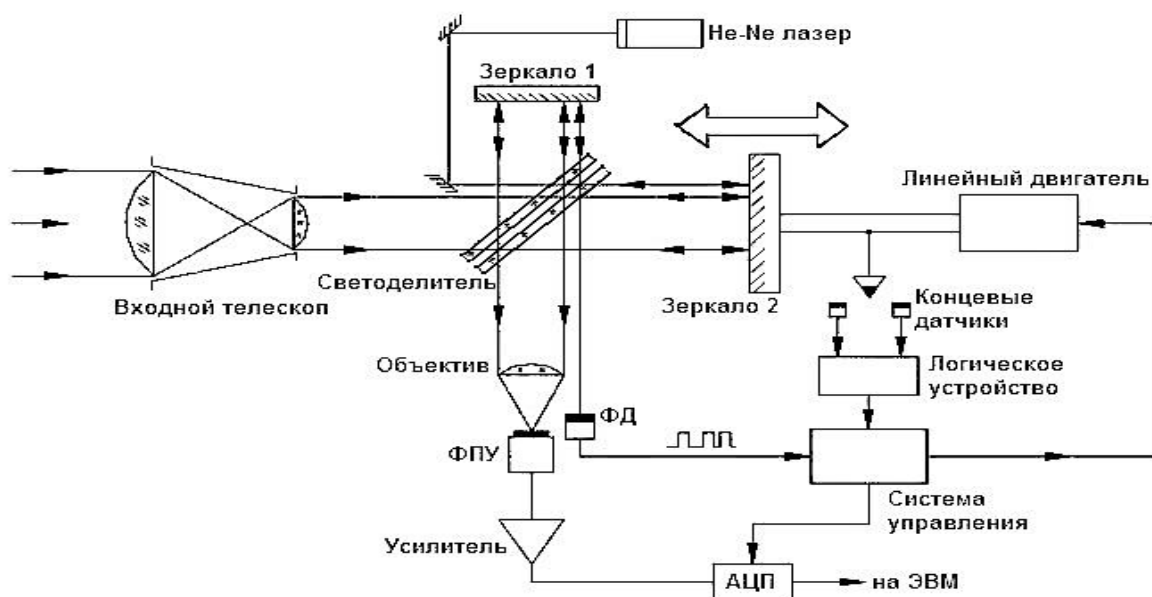 He-Ne лазер
Зеркало 1
Линейный двигатель
Светоделитель
Входной телескоп
Зеркало 2
Концевые
датчики
Объектив
Логическое
устройство
ФД
ФПУ
Система
управления
Усилитель
АЦП
на ЭВМ